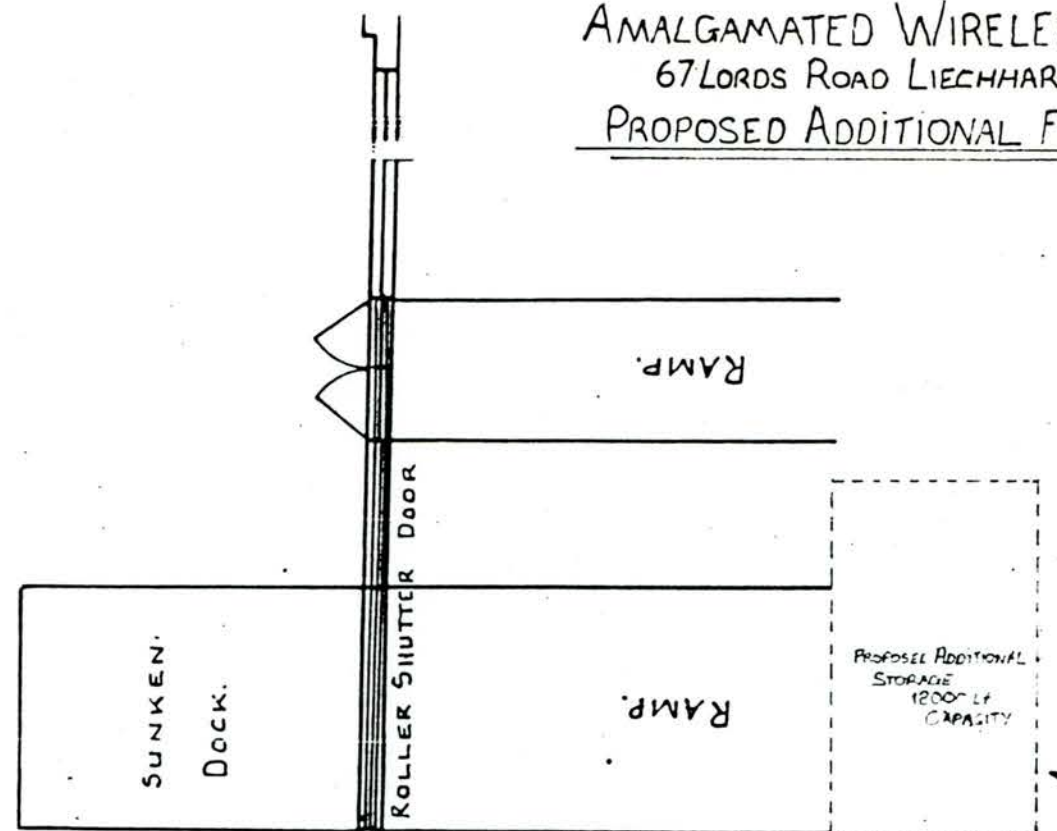 AMALGAMATED WIRELE
67 LORDS ROAD LIECHHAR
PROPOSED ADDITIONAL F
RAMP.
ROLLER SHUTTER DOOR
SUNKEN.
DOCK.
RAMP.
PROPOSED ADDITIONAL
STORAGE
CAPACITY